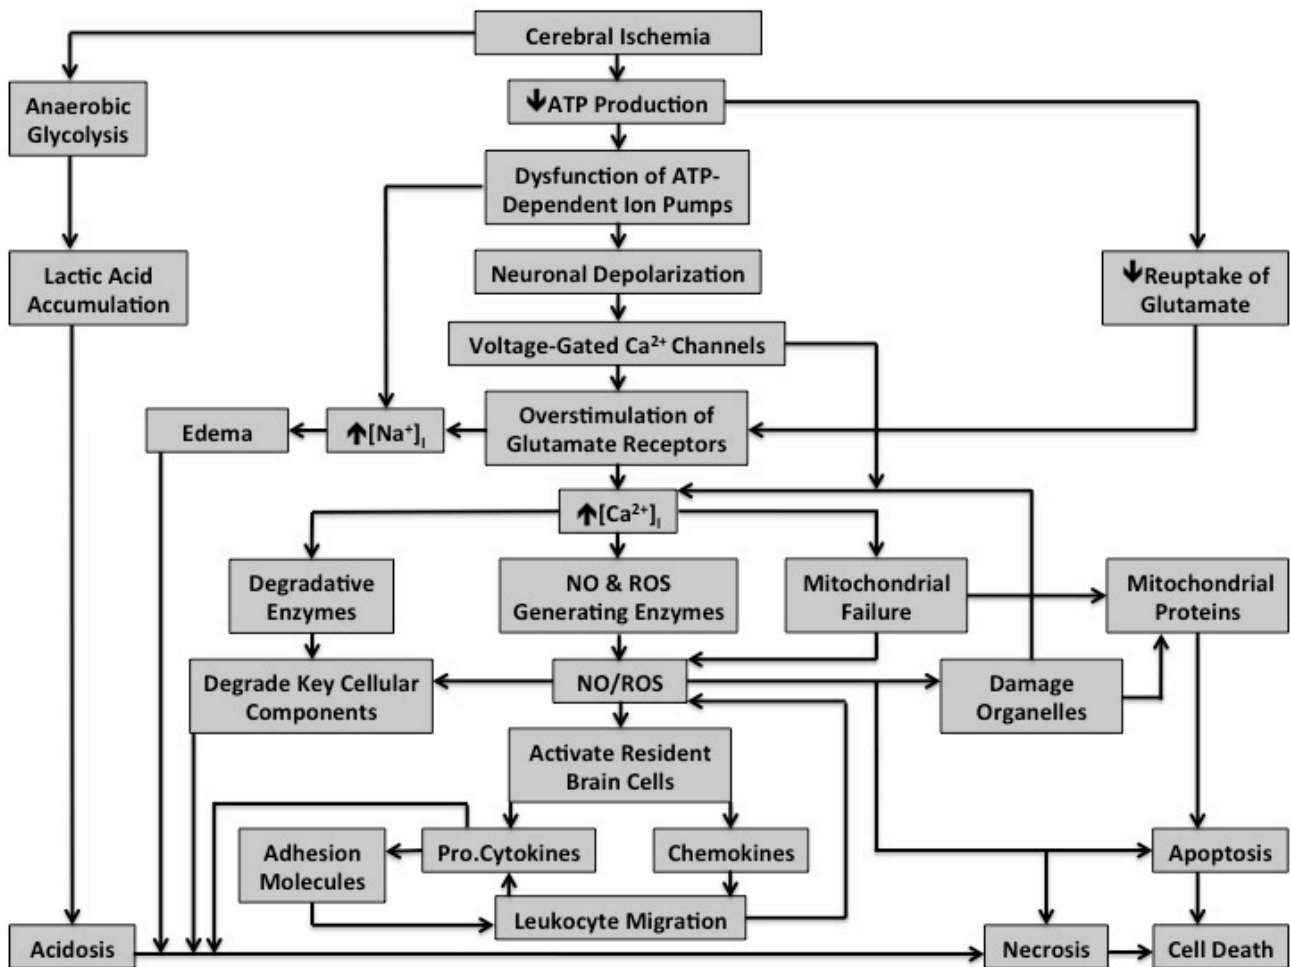 Cerebral Ischemia
Anaerobic
Glycolysis
🡇ATP Production
Dysfunction of ATP-
Dependent Ion Pumps
Lactic Acid
Accumulation
Neuronal Depolarization
🡇Reuptake of
Glutamate
Voltage-Gated Ca²⁺ Channels
Edema
🡅[Na⁺]ᵢ
Overstimulation of
Glutamate Receptors
🡅[Ca²⁺]ᵢ
Degradative
Enzymes
NO & ROS
Generating Enzymes
Mitochondrial
Failure
Mitochondrial
Proteins
Degrade Key Cellular
Components
NO/ROS
Damage
Organelles
Activate Resident
Brain Cells
Adhesion
Molecules
Pro.Cytokines
Chemokines
Apoptosis
Leukocyte Migration
Acidosis
Necrosis
Cell Death